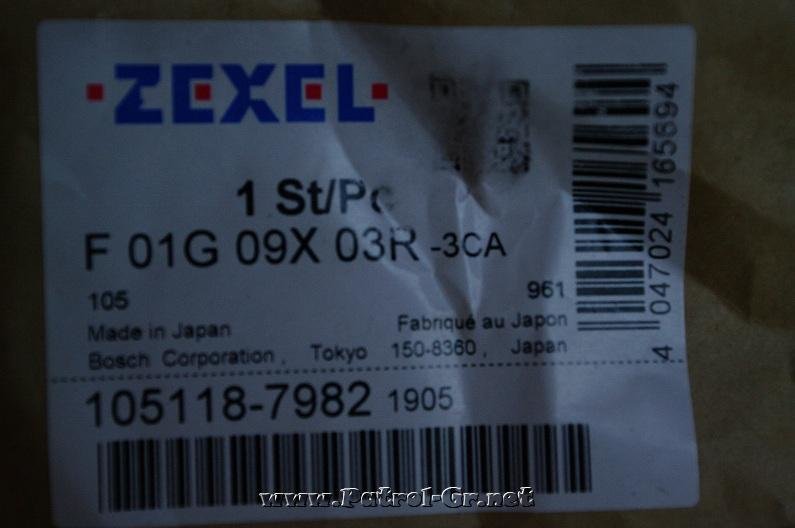 ZEXEL
1 St/Pc
F 01G 09X 03R -3CA
105 961
Made in Japan Fabriqué au Japon
Bosch Corporation , Tokyo 150-8360 , Japan
105118-7982 1905
4 047024 165694
www.Patrol-Gr.net